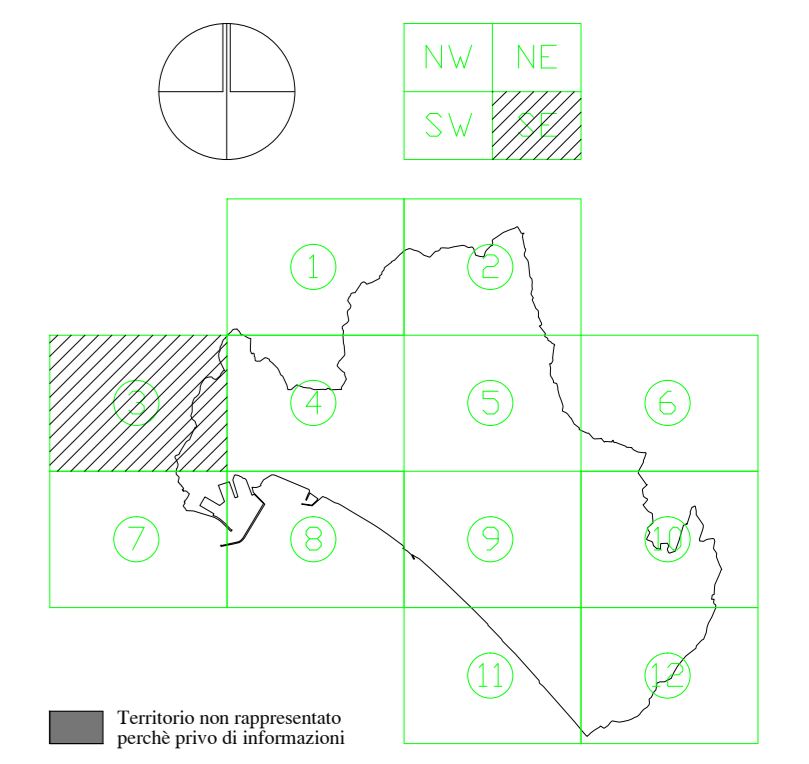 NW NE
SW SE
1 2
3 4 5 6
7 8 9 10
11 12
Territorio non rappresentato
perchè privo di informazioni